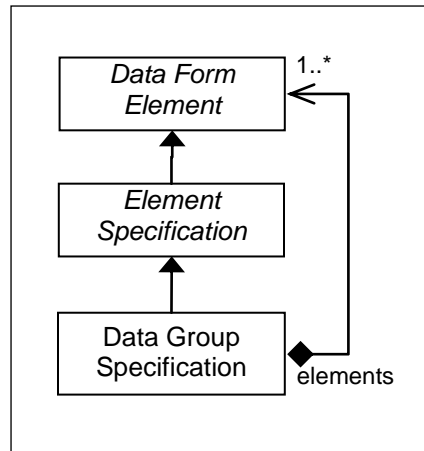 1..*
Data Form
Element
Element
Specification
Data Group
Specification
elements